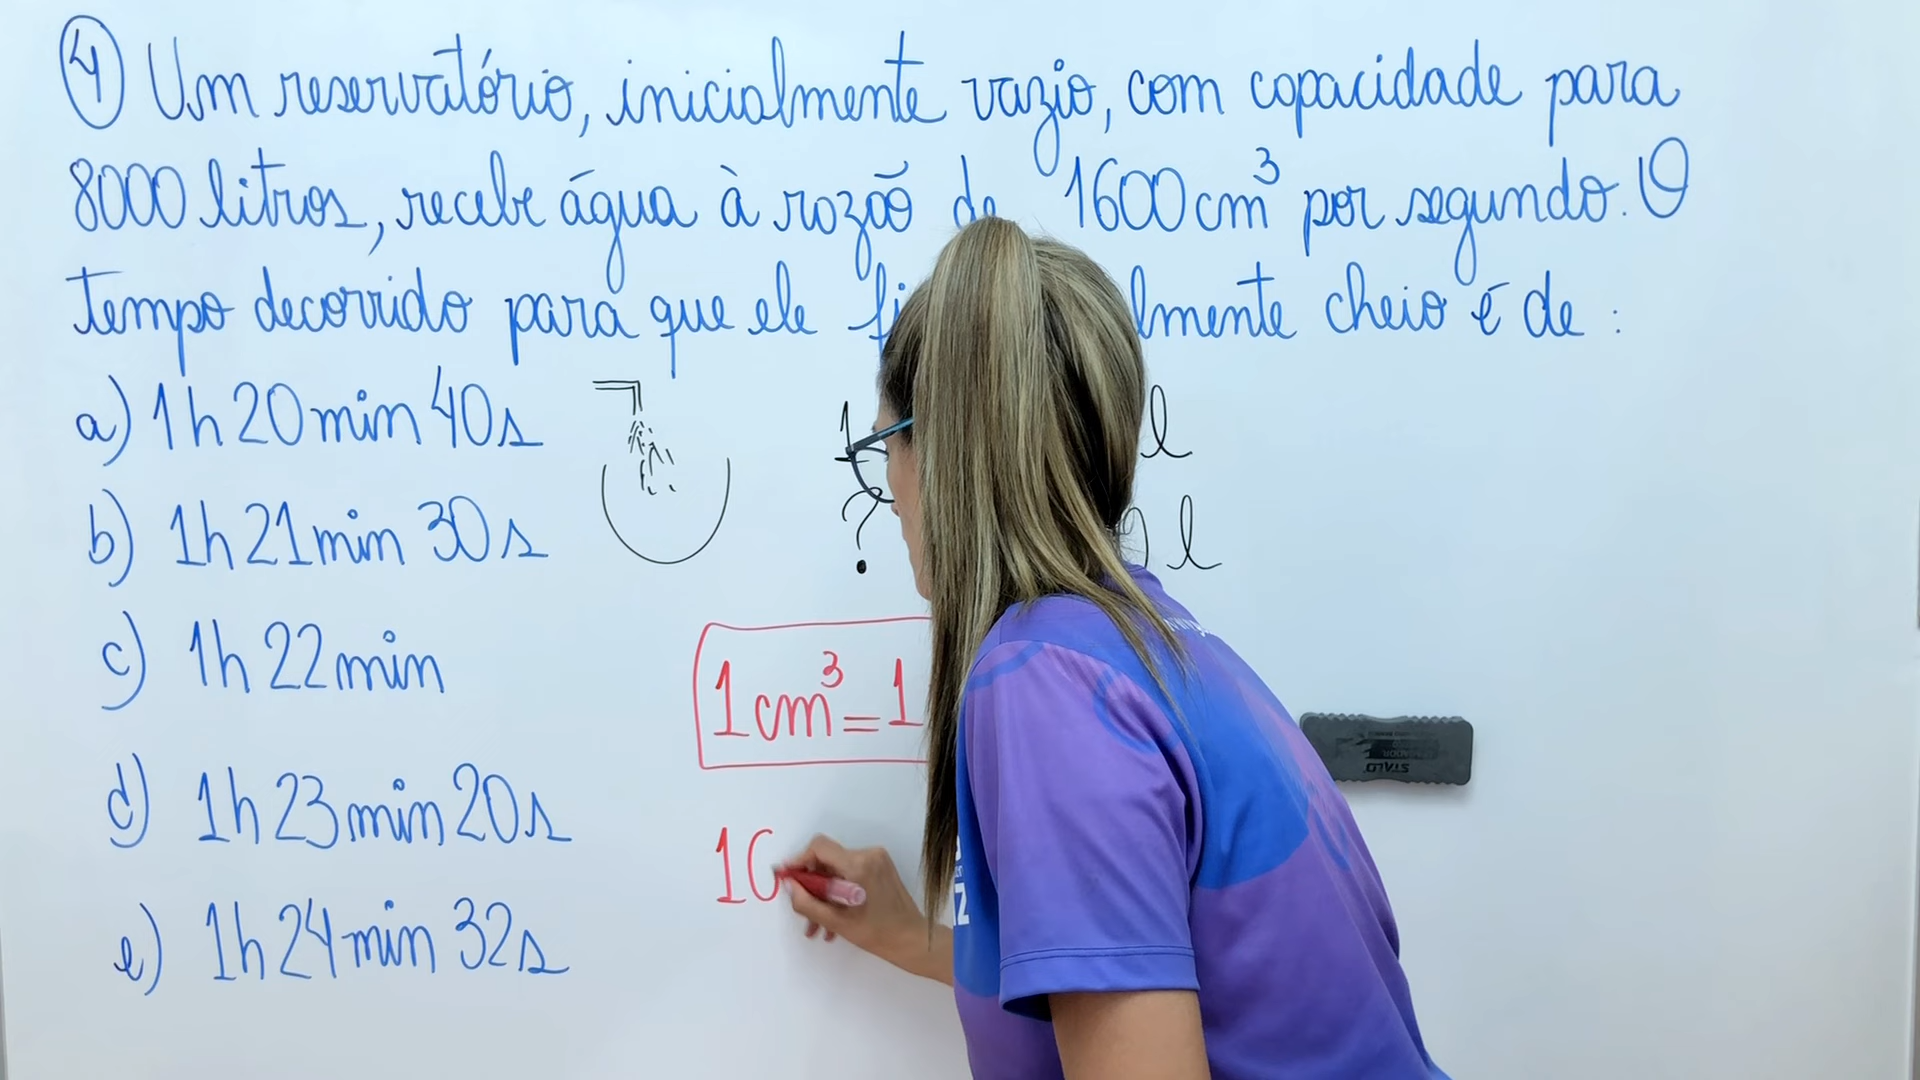 4 Um reservatório, inicialmente vazio, com capacidade para
8000 litros, recebe água à razão de 1600 cm³ por segundo. O
tempo decorrido para que ele fi lmente cheio é de :
a) 1h 20min 40s
b) 1h 21min 30s
c) 1h 22min
d) 1h 23min 20s
e) 1h 24min 32s
1 l
? l
1cm³ = 1
10
STALO